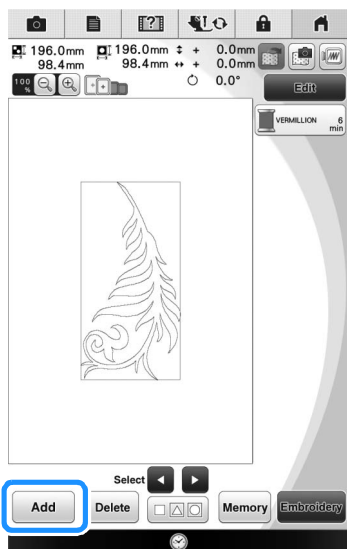 196.0mm 196.0mm + 0.0mm
98.4mm 98.4mm + 0.0mm
100 % 0.0°
Edit
VERMILLION 6 min
Select
Add Delete Memory Embroidery